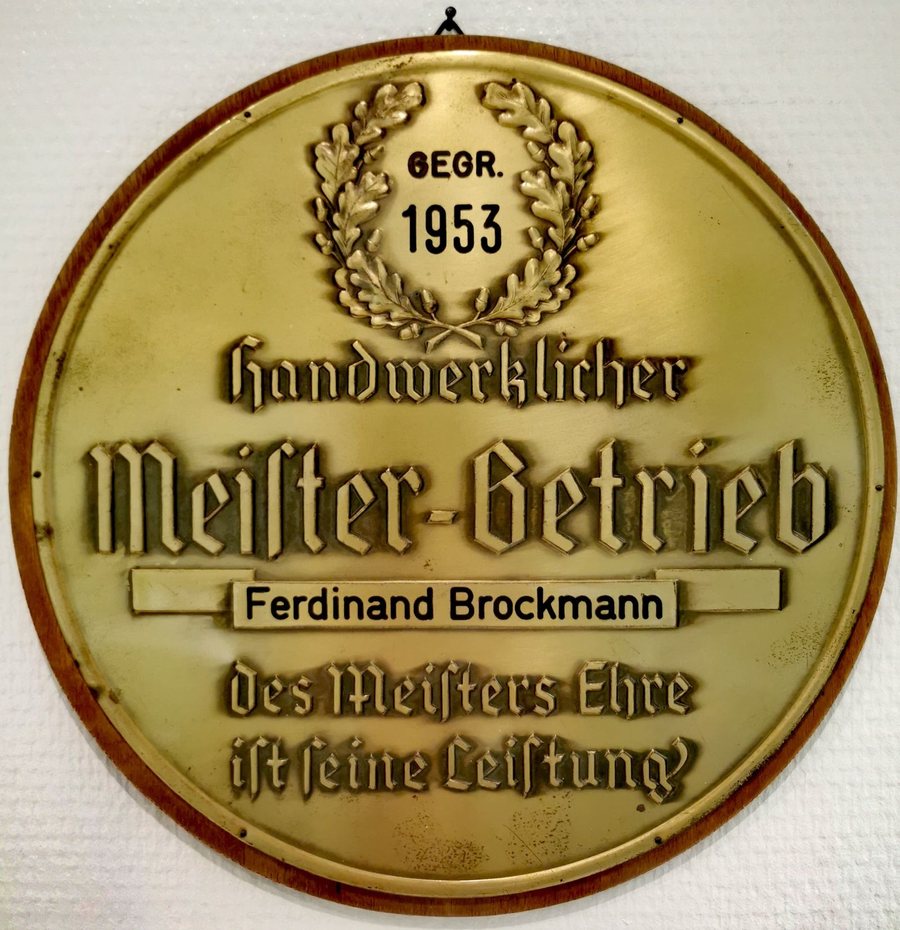 GEGR.
1953
Handwerklicher
Meiſter-Betrieb
Ferdinand Brockmann
Des Meiſters Ehre
iſt ſeine Leiſtung